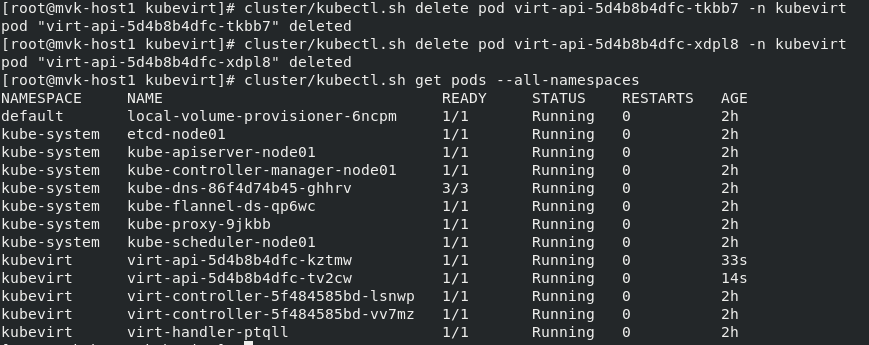 [root@mvk-host1 kubevirt]# cluster/kubectl.sh delete pod virt-api-5d4b8b4dfc-tkbb7 -n kubevirt
pod "virt-api-5d4b8b4dfc-tkbb7" deleted
[root@mvk-host1 kubevirt]# cluster/kubectl.sh delete pod virt-api-5d4b8b4dfc-xdpl8 -n kubevirt
pod "virt-api-5d4b8b4dfc-xdpl8" deleted
[root@mvk-host1 kubevirt]# cluster/kubectl.sh get pods --all-namespaces
NAMESPACE     NAME                               READY     STATUS    RESTARTS   AGE
default       local-volume-provisioner-6ncpm     1/1       Running   0          2h
kube-system   etcd-node01                        1/1       Running   0          2h
kube-system   kube-apiserver-node01              1/1       Running   0          2h
kube-system   kube-controller-manager-node01     1/1       Running   0          2h
kube-system   kube-dns-86f4d74b45-ghhrv          3/3       Running   0          2h
kube-system   kube-flannel-ds-qp6wc              1/1       Running   0          2h
kube-system   kube-proxy-9jkbb                   1/1       Running   0          2h
kube-system   kube-scheduler-node01              1/1       Running   0          2h
kubevirt      virt-api-5d4b8b4dfc-kztmw          1/1       Running   0          33s
kubevirt      virt-api-5d4b8b4dfc-tv2cw          1/1       Running   0          14s
kubevirt      virt-controller-5f484585bd-lsnwp   1/1       Running   0          2h
kubevirt      virt-controller-5f484585bd-vv7mz   1/1       Running   0          2h
kubevirt      virt-handler-ptqll                 1/1       Running   0          2h